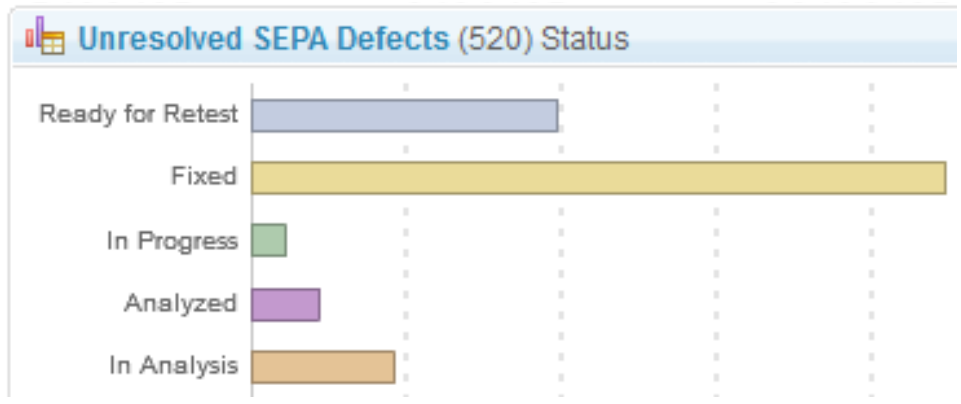 Unresolved SEPA Defects (520) Status
Ready for Retest
Fixed
In Progress
Analyzed
In Analysis